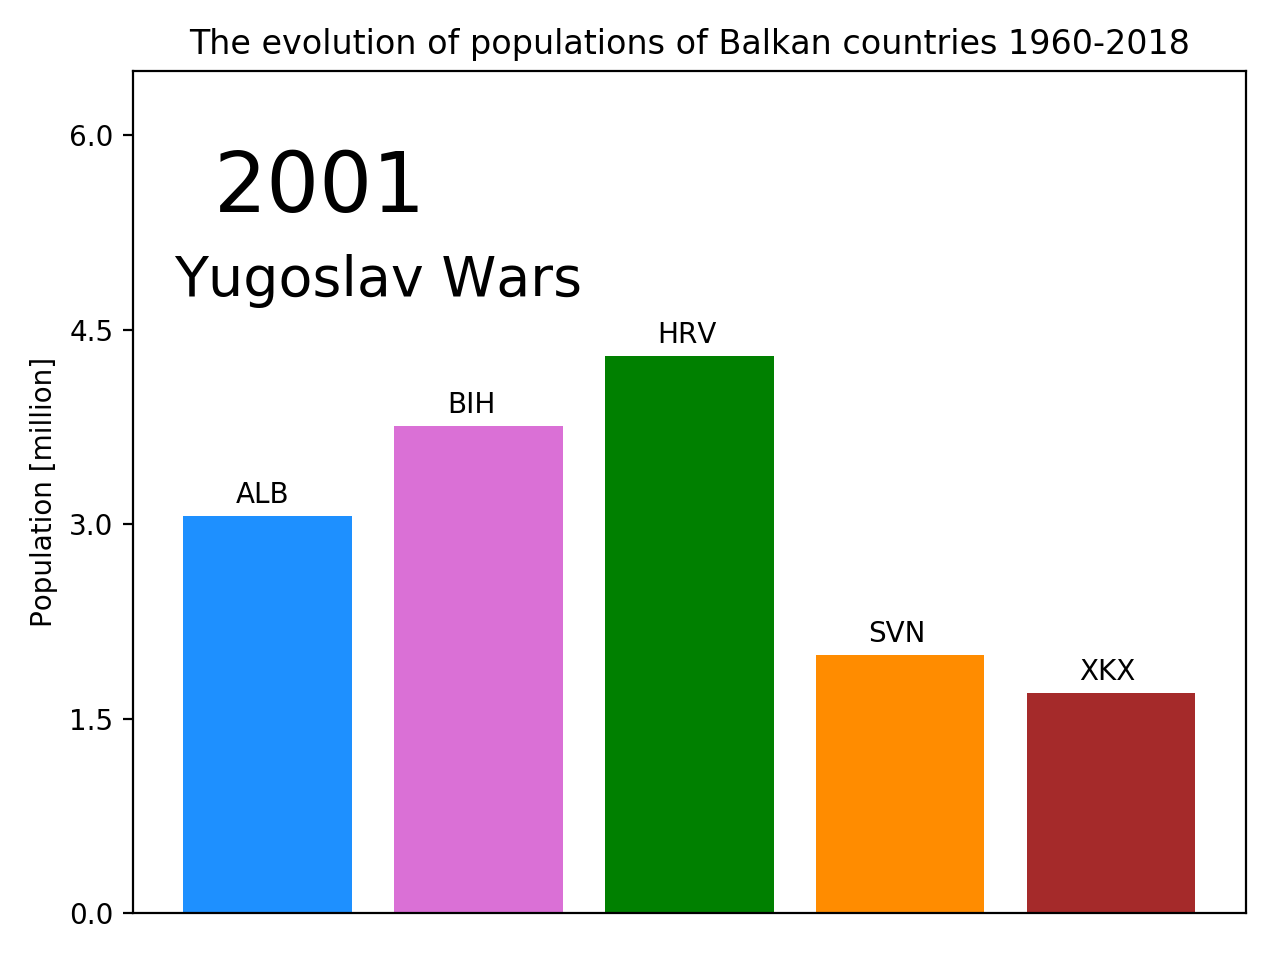 The evolution of populations of Balkan countries 1960-2018
6.0
2001
Yugoslav Wars
4.5
HRV
BIH
ALB
3.0
Population [million]
SVN
XKX
1.5
0.0